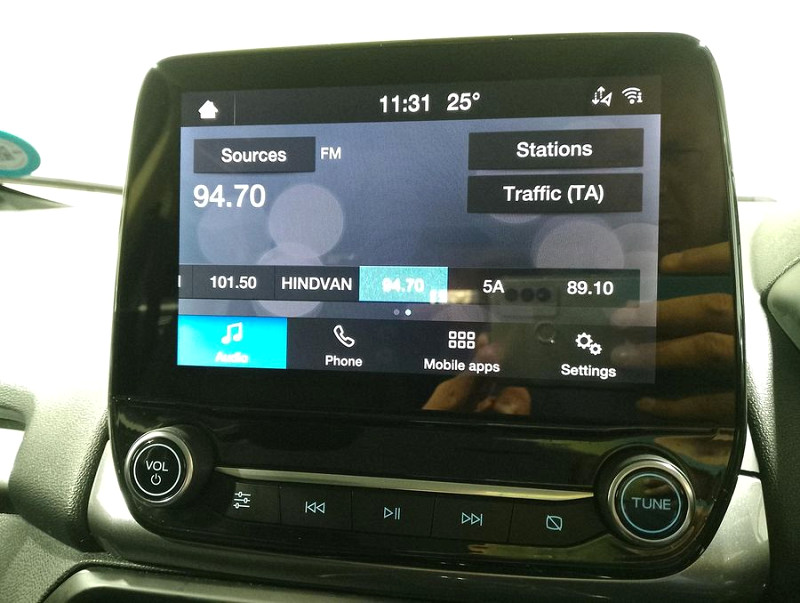 11:31 25°
Sources FM Stations
94.70 Traffic (TA)
101.50 HINDVAN 94.70 5A 89.10
Audio Phone Mobile apps Settings
VOL TUNE